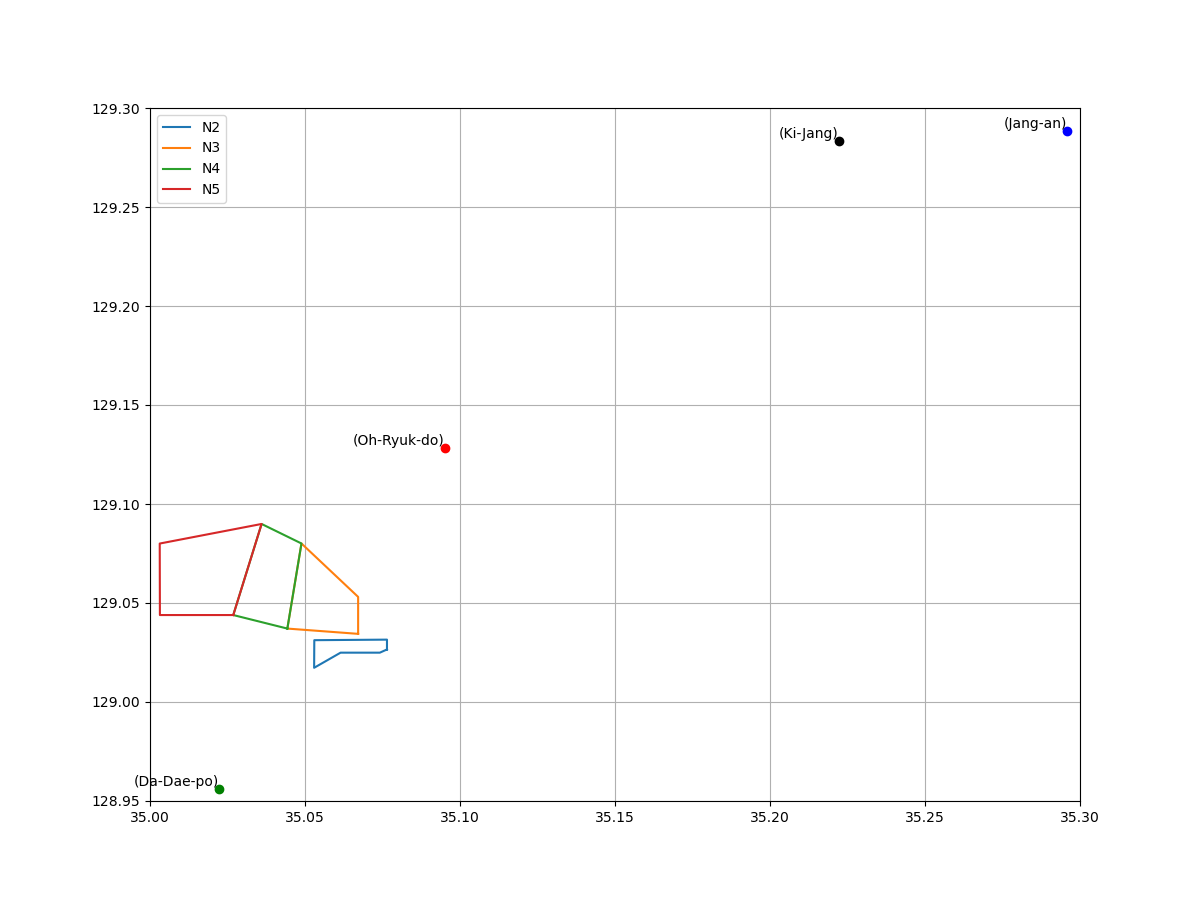 129.30
129.25
129.20
129.15
129.10
129.05
129.00
128.95
35.00
35.05
35.10
35.15
35.20
35.25
35.30
N2
N3
N4
N5
(Ki-Jang)
(Jang-an)
(Oh-Ryuk-do)
(Da-Dae-po)